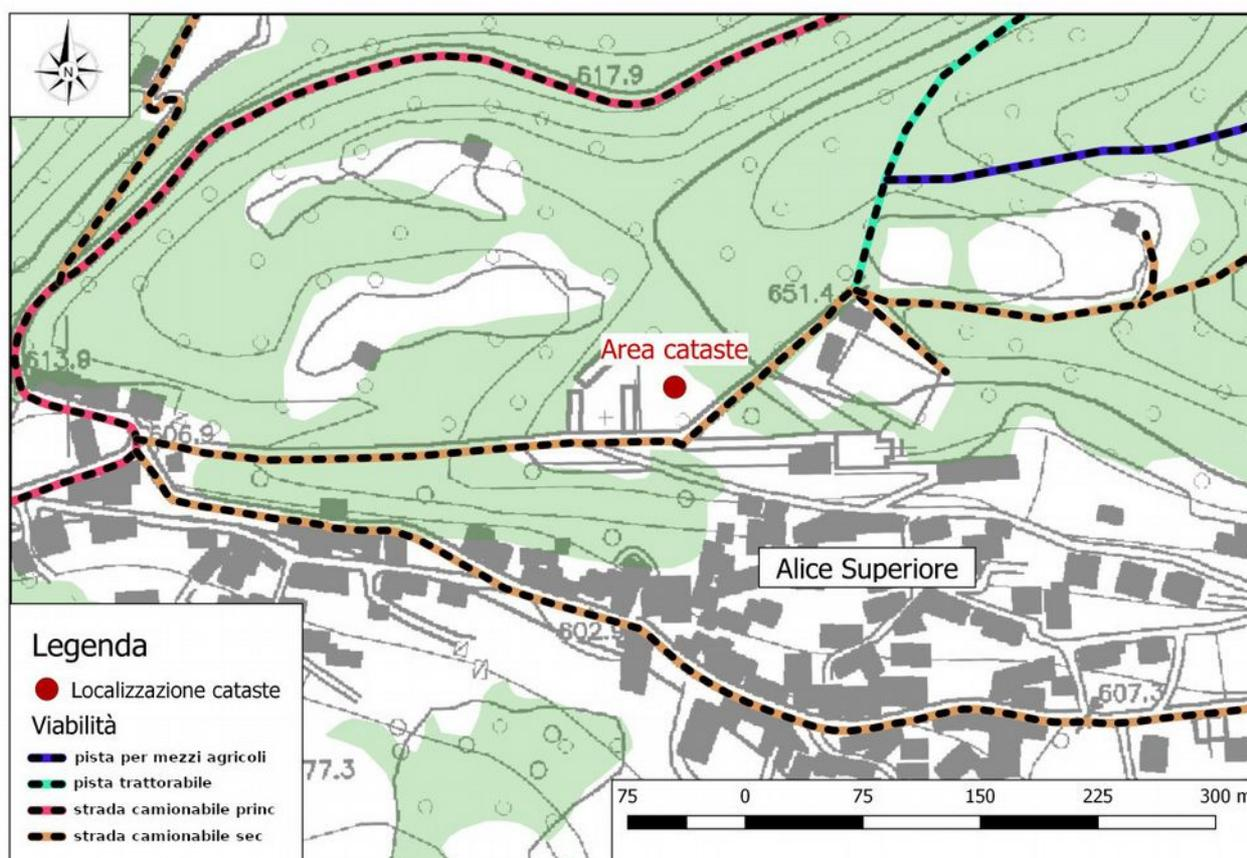 N
617.9
651.4
Area cataste
613.8
606.9
Alice Superiore
602.9
607.3
77.3
Legenda
Localizzazione cataste
Viabilità
pista per mezzi agricoli
pista trattorabile
strada camionabile princ
strada camionabile sec
75 0 75 150 225 300 m